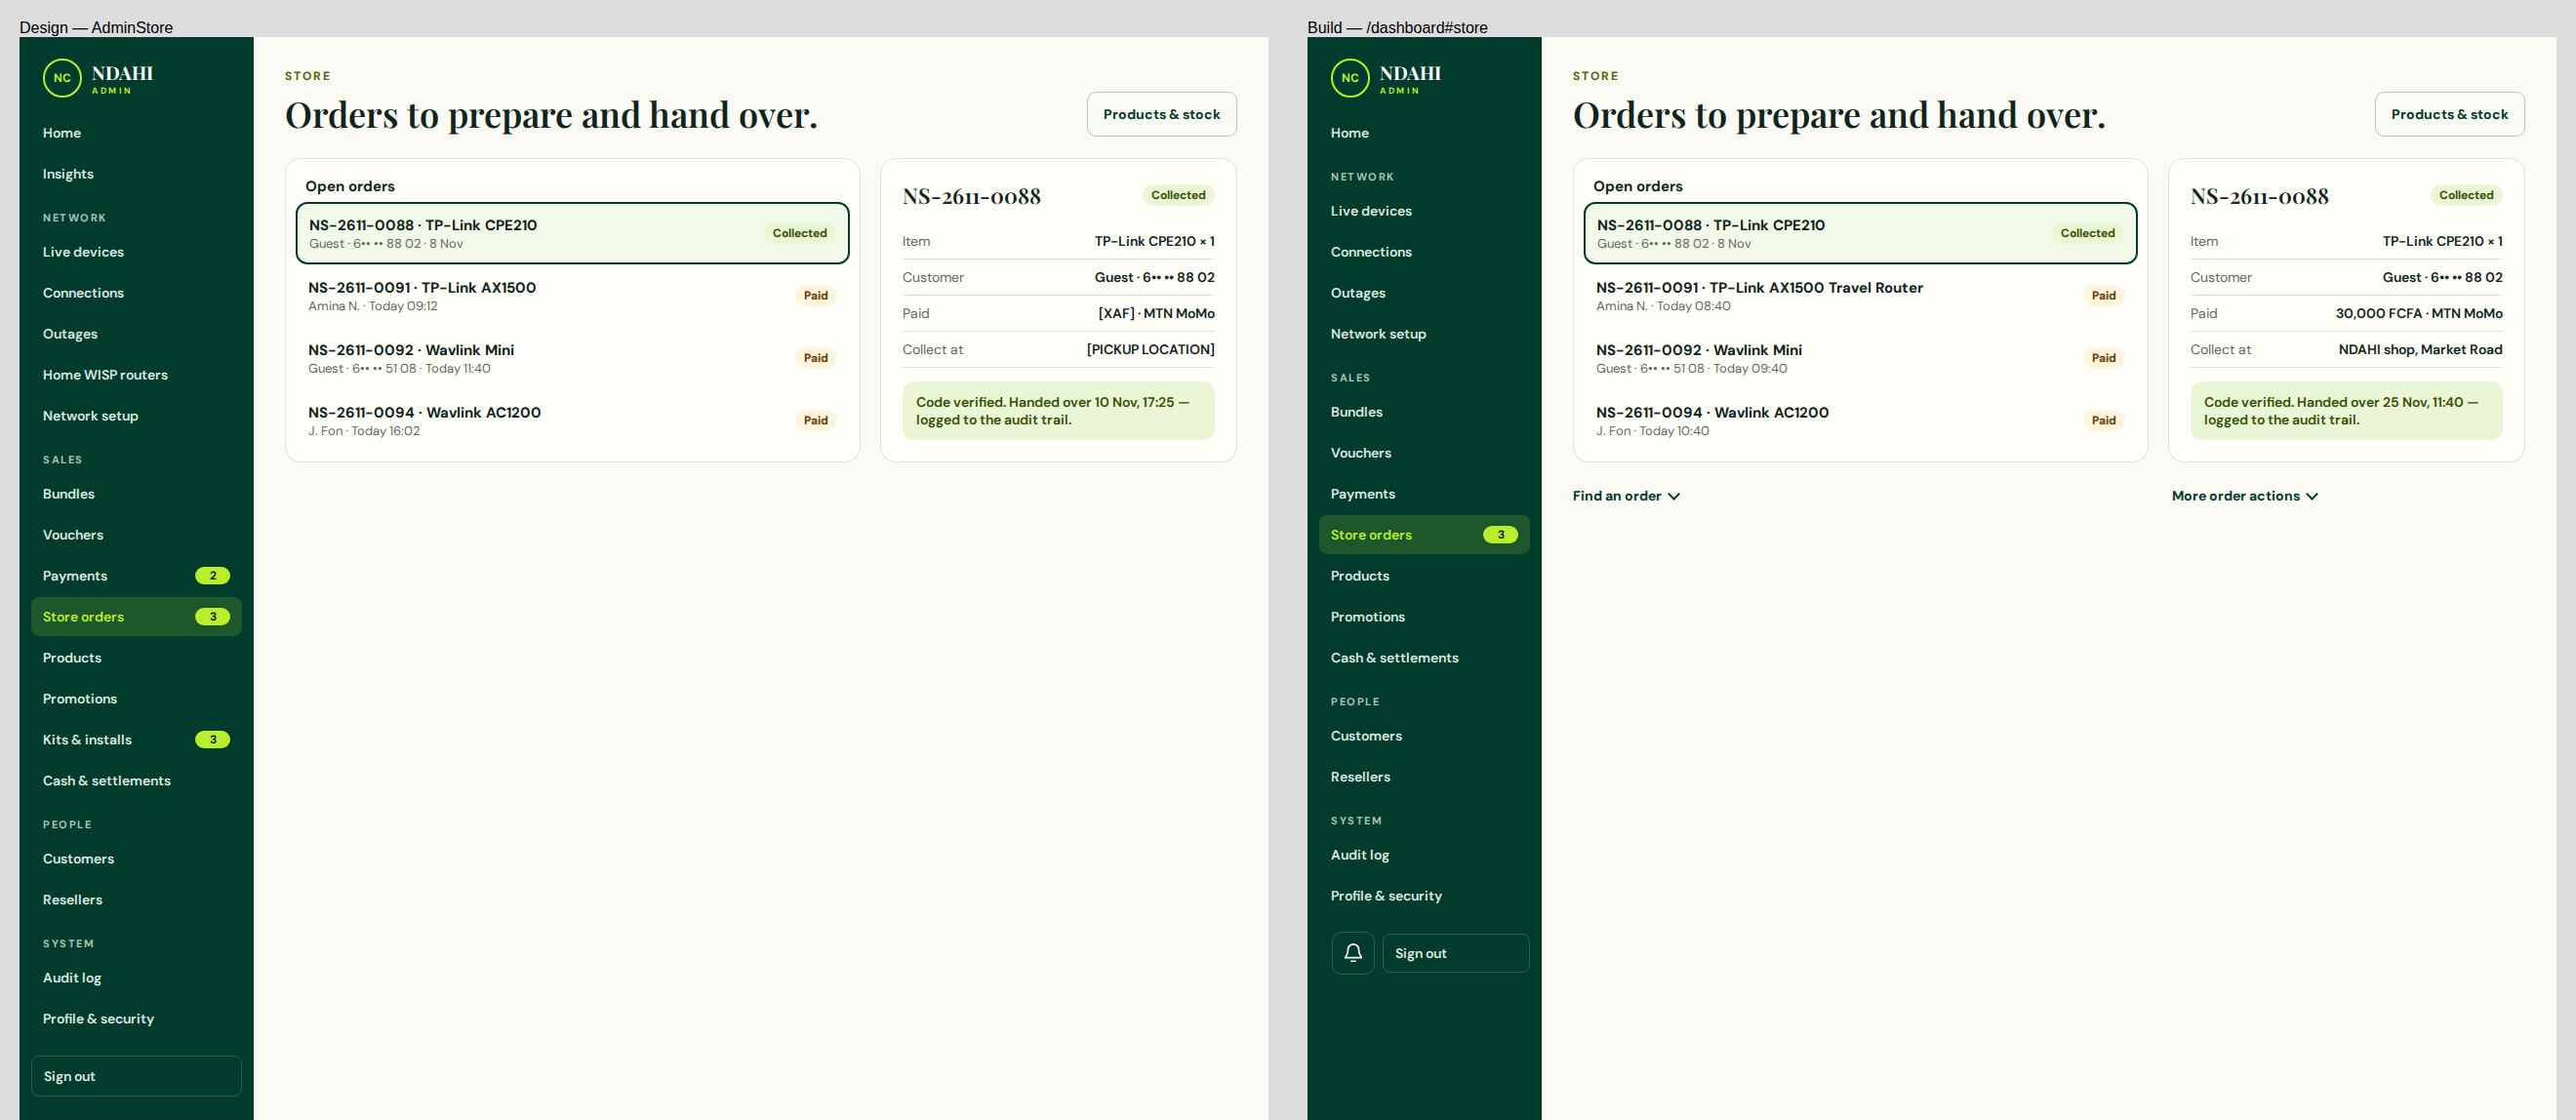 Design — AdminStore
NC
NDAHI
ADMIN
Home
Insights
NETWORK
Live devices
Connections
Outages
Home WISP routers
Network setup
SALES
Bundles
Vouchers
Payments 2
Store orders 3
Products
Promotions
Kits & installs 3
Cash & settlements
PEOPLE
Customers
Resellers
SYSTEM
Audit log
Profile & security
Sign out
STORE
Orders to prepare and hand over.
Products & stock
Open orders
NS-2611-0088 · TP-Link CPE210
Guest · 6•• •• 88 02 · 8 Nov
Collected
NS-2611-0091 · TP-Link AX1500
Amina N. · Today 09:12
Paid
NS-2611-0092 · Wavlink Mini
Guest · 6•• •• 51 08 · Today 11:40
Paid
NS-2611-0094 · Wavlink AC1200
J. Fon · Today 16:02
Paid
NS-2611-0088
Collected
Item TP-Link CPE210 × 1
Customer Guest · 6•• •• 88 02
Paid [XAF] · MTN MoMo
Collect at [PICKUP LOCATION]
Code verified. Handed over 10 Nov, 17:25 —
logged to the audit trail.
Build — /dashboard#store
NC
NDAHI
ADMIN
Home
NETWORK
Live devices
Connections
Outages
Network setup
SALES
Bundles
Vouchers
Payments
Store orders 3
Products
Promotions
Cash & settlements
PEOPLE
Customers
Resellers
SYSTEM
Audit log
Profile & security
Sign out
STORE
Orders to prepare and hand over.
Products & stock
Open orders
NS-2611-0088 · TP-Link CPE210
Guest · 6•• •• 88 02 · 8 Nov
Collected
NS-2611-0091 · TP-Link AX1500 Travel Router
Amina N. · Today 08:40
Paid
NS-2611-0092 · Wavlink Mini
Guest · 6•• •• 51 08 · Today 09:40
Paid
NS-2611-0094 · Wavlink AC1200
J. Fon · Today 10:40
Paid
NS-2611-0088
Collected
Item TP-Link CPE210 × 1
Customer Guest · 6•• •• 88 02
Paid 30,000 FCFA · MTN MoMo
Collect at NDAHI shop, Market Road
Code verified. Handed over 25 Nov, 11:40 —
logged to the audit trail.
Find an order
More order actions